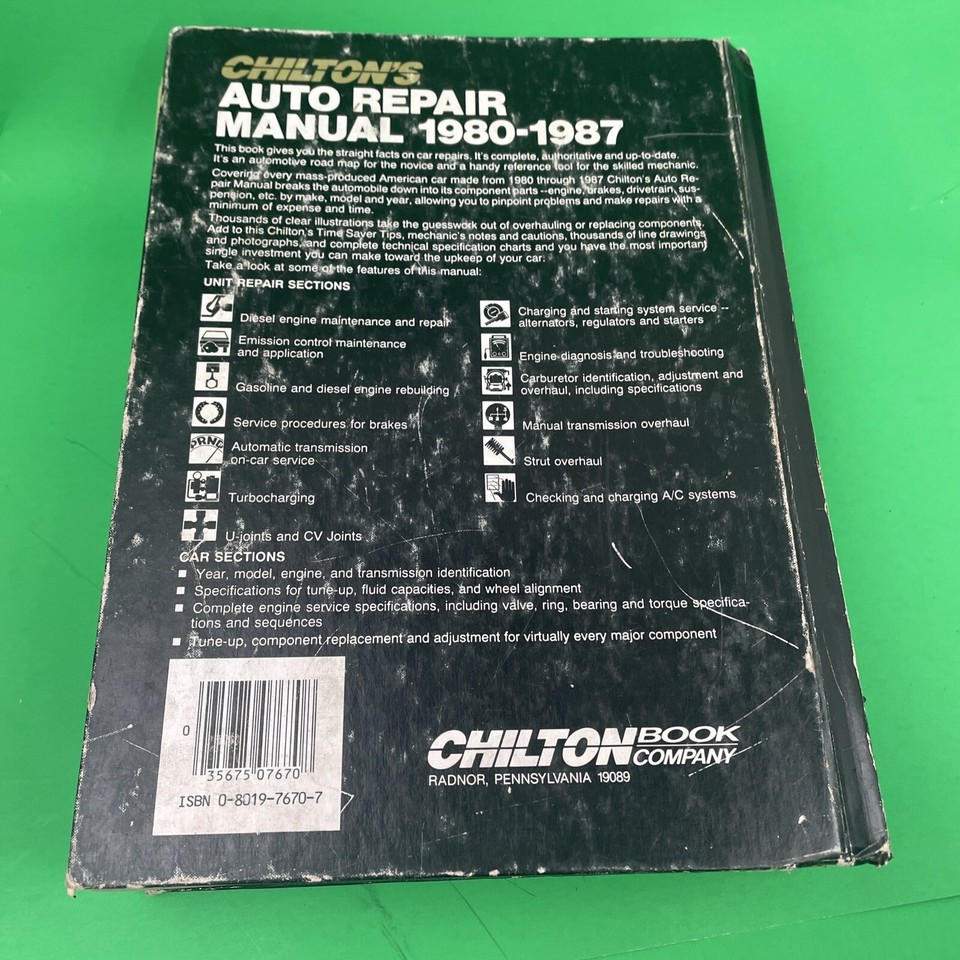 CHILTON'S
AUTO REPAIR
MANUAL 1980-1987
This book gives you the straight facts on car repairs. It's complete, authoritative and up-to-date.
It's an automotive road map for the novice and a handy reference tool for the skilled mechanic.
Covering every mass-produced American car made from 1980 through 1987 Chilton's Auto Re-
pair Manual breaks the automobile down into its component parts --engine, brakes, drivetrain, sus-
pension, etc. by make, model and year, allowing you to pinpoint problems and make repairs with a
minimum of expense and time.
Thousands of clear illustrations take the guesswork out of overhauling or replacing components.
Add to this Chilton's Time Saver Tips, mechanic's notes and cautions, thousands of line drawings
and photographs, and complete technical specification charts and you have the most important
single investment you can make toward the upkeep of your car.
Take a look at some of the features of this manual:
UNIT REPAIR SECTIONS
Diesel engine maintenance and repair
Emission control maintenance
and application
Gasoline and diesel engine rebuilding
Service procedures for brakes
PRND
Automatic transmission
on-car service
Turbocharging
U-joints and CV Joints
Charging and starting system service --
alternators, regulators and starters
Engine diagnosis and troubleshooting
Carburetor identification, adjustment and
overhaul, including specifications
Manual transmission overhaul
Strut overhaul
Checking and charging A/C systems
CAR SECTIONS
■ Year, model, engine, and transmission identification
■ Specifications for tune-up, fluid capacities, and wheel alignment
■ Complete engine service specifications, including valve, ring, bearing and torque specifica-
tions and sequences
■ Tune-up, component replacement and adjustment for virtually every major component
0
35675 07670
ISBN 0-8019-7670-7
CHILTON BOOK COMPANY
RADNOR, PENNSYLVANIA 19089